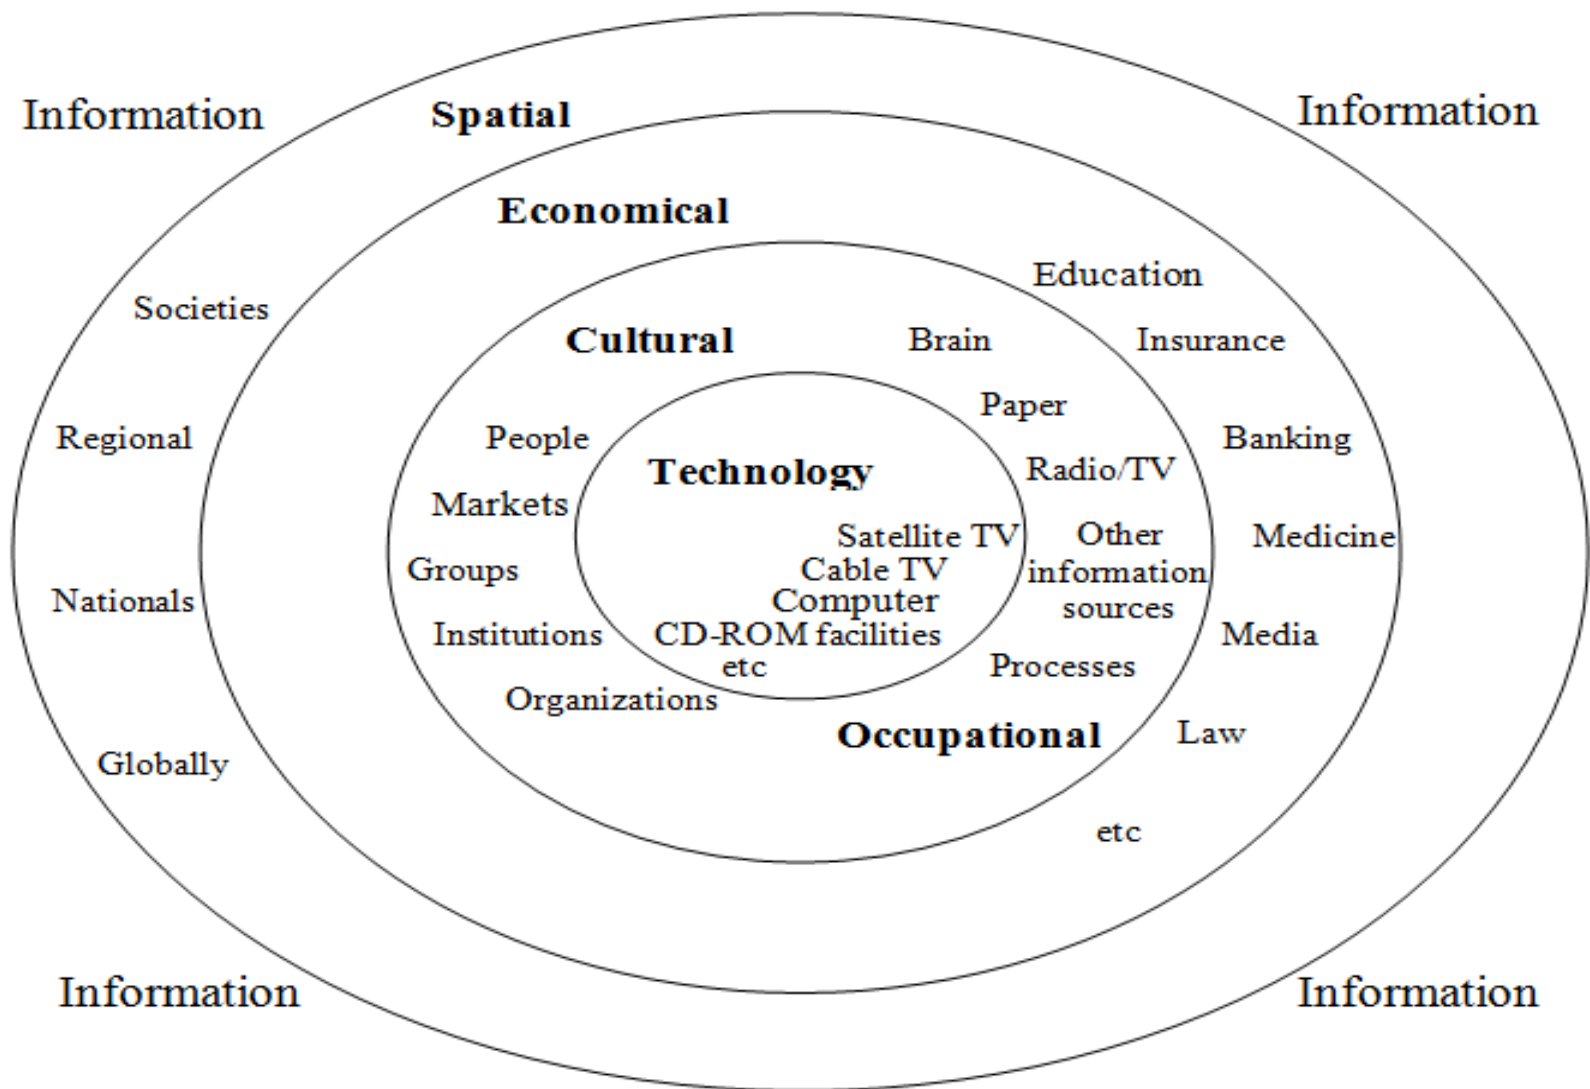 Information
Information
Spatial
Economical
Education
Societies
Cultural
Brain
Insurance
Paper
Regional
People
Banking
Technology
Radio/TV
Markets
Satellite TV
Other
Medicine
Groups
Cable TV
information
Nationals
Computer
sources
Institutions
CD-ROM facilities
Media
etc
Processes
Organizations
Occupational
Law
Globally
etc
Information
Information